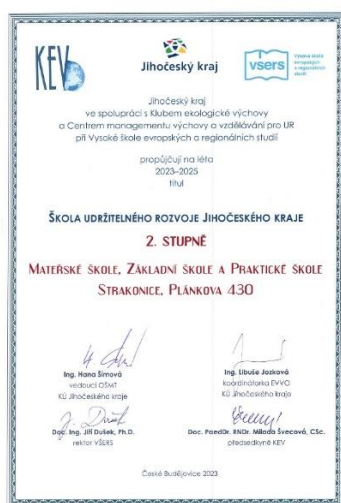 KEV
Jihočeský kraj
vsers
Vysoká škola
evropských
a regionálních
studií
Jihočeský kraj
ve spolupráci s Klubem ekologické výchovy
a Centrem managementu výchovy a vzdělávání pro UR
při Vysoké škole evropských a regionálních studií
propůjčují na léta
2023–2025
titul
ŠKOLA UDRŽITELNÉHO ROZVOJE JIHOČESKÉHO KRAJE
2. STUPNĚ
MATEŘSKÉ ŠKOLE, ZÁKLADNÍ ŠKOLE A PRAKTICKÉ ŠKOLE
STRAKONICE, PLÁNKOVA 430
Ing. Hana Šímová
vedoucí OŠMT
KÚ Jihočeského kraje
Ing. Libuše Jozková
koordinátorka EVVO
KÚ Jihočeského kraje
Doc. Ing. Jiří Dušek, Ph.D.
rektor VŠERS
Doc. PaedDr. RNDr. Milada Švecová, CSc.
předsedkyně KEV
České Budějovice 2023